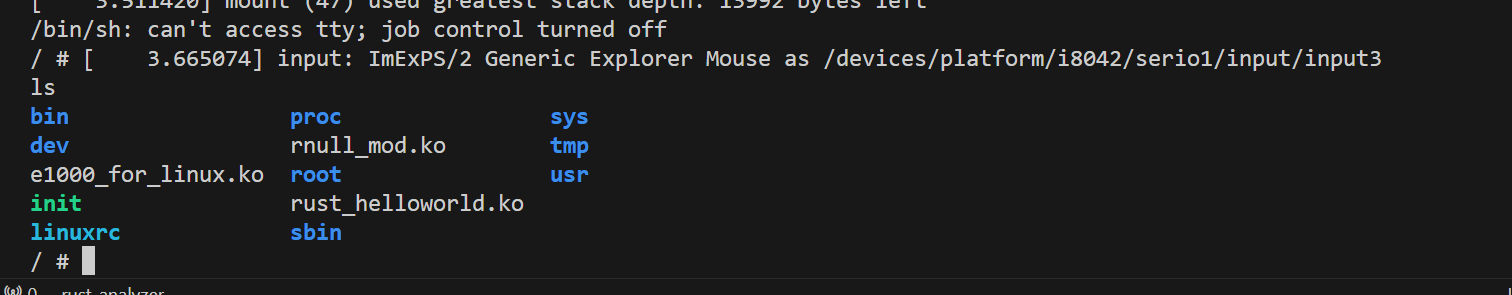 [    3.511420] mount (47) used greatest stack depth: 13992 bytes left
/bin/sh: can't access tty; job control turned off
/ # [    3.665074] input: ImExPS/2 Generic Explorer Mouse as /devices/platform/i8042/serio1/input/input3
ls
bin                 proc                sys
dev                 rnull_mod.ko        tmp
e1000_for_linux.ko  root                usr
init                rust_helloworld.ko
linuxrc             sbin
/ #
0 rust-analyzer